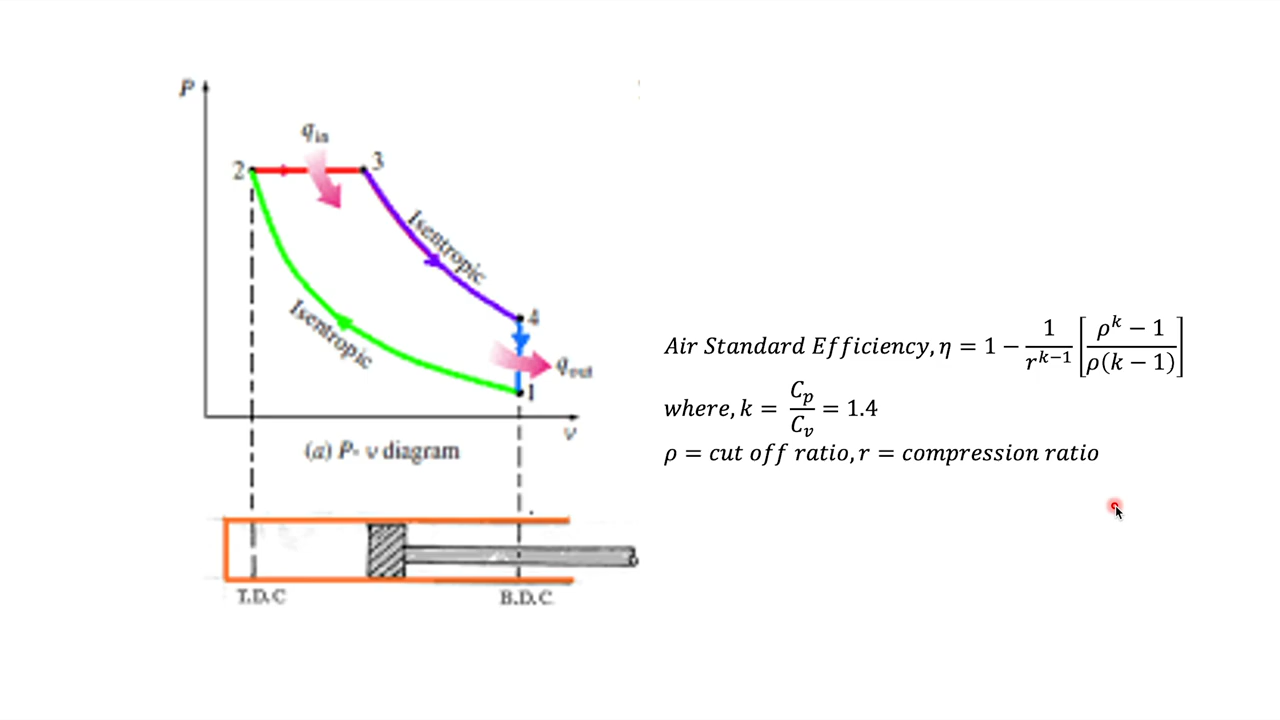 P
q_in
2
3
Isentropic
4
Isentropic
q_out
1
v
(a) P- v diagram
T.D.C
B.D.C.
Air Standard Efficiency, η = 1 − 1/r^(k−1) [(ρ^k − 1)/(ρ(k − 1)]
where, k = C_p/C_v = 1.4
ρ = cut off ratio, r = compression ratio